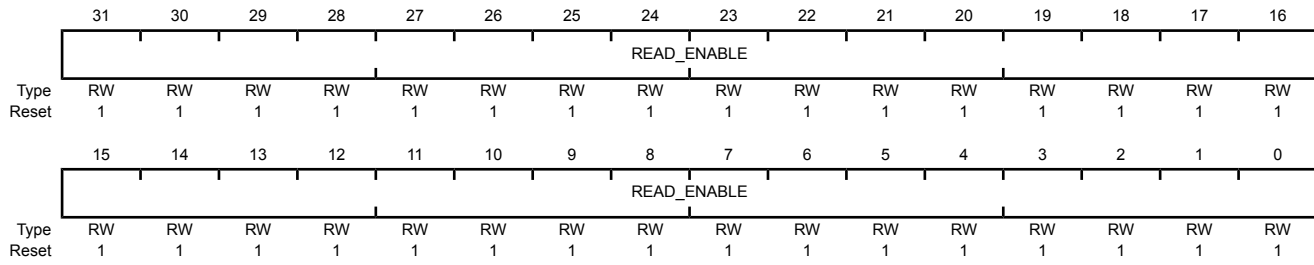 31 30 29 28 27 26 25 24 23 22 21 20 19 18 17 16
READ_ENABLE
Type RW RW RW RW RW RW RW RW RW RW RW RW RW RW RW RW
Reset 1 1 1 1 1 1 1 1 1 1 1 1 1 1 1 1
15 14 13 12 11 10 9 8 7 6 5 4 3 2 1 0
READ_ENABLE
Type RW RW RW RW RW RW RW RW RW RW RW RW RW RW RW RW
Reset 1 1 1 1 1 1 1 1 1 1 1 1 1 1 1 1